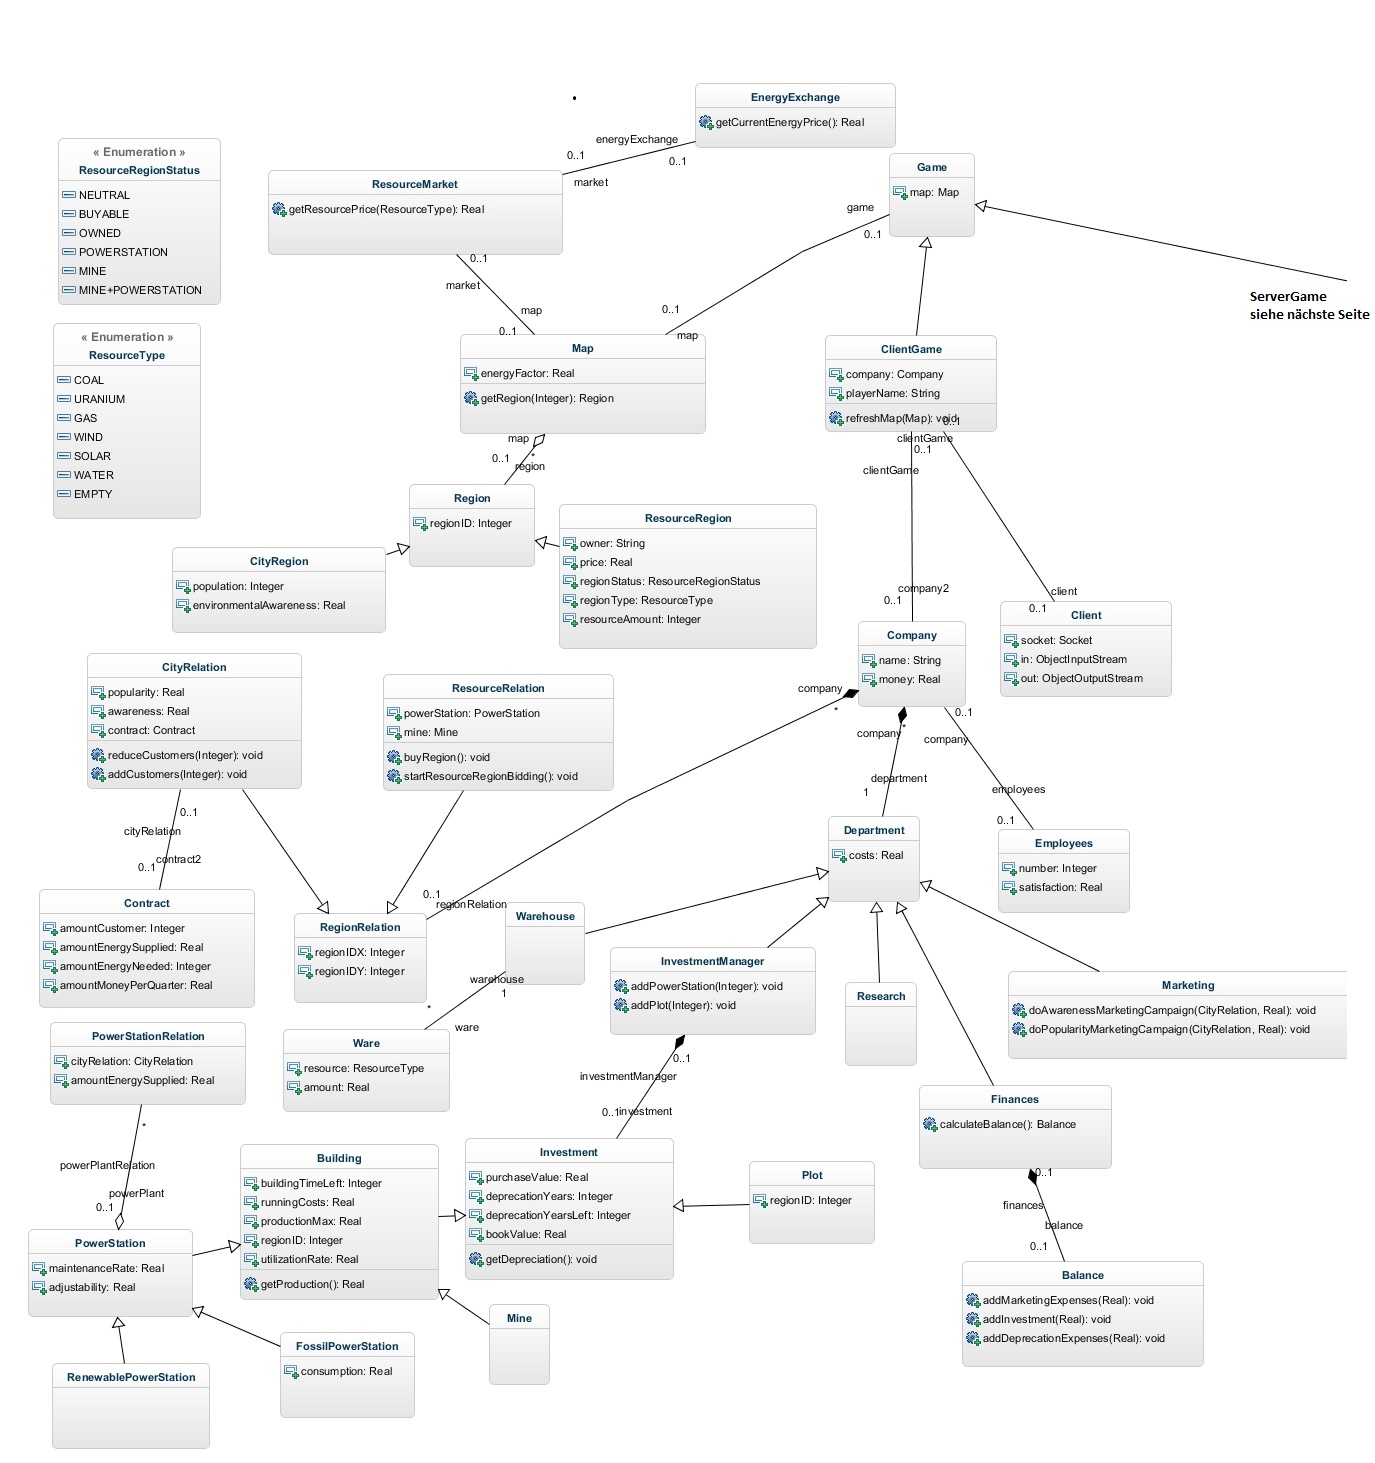 EnergyExchange
getCurrentEnergyPrice(): Real
energyExchange
0..1
0..1
market
« Enumeration »
ResourceRegionStatus
NEUTRAL
BUYABLE
OWNED
POWERSTATION
MINE
MINE+POWERSTATION
ResourceMarket
getResourcePrice(ResourceType): Real
Game
map: Map
game
0..1
0..1
market
map
0..1
0..1
map
ServerGame
siehe nächste Seite
« Enumeration »
ResourceType
COAL
URANIUM
GAS
WIND
SOLAR
WATER
EMPTY
Map
energyFactor: Real
getRegion(Integer): Region
ClientGame
company: Company
playerName: String
refreshMap(Map): void
0..1
clientGame
0..1
clientGame
map
0..1
*
region
Region
regionID: Integer
ResourceRegion
owner: String
price: Real
regionStatus: ResourceRegionStatus
regionType: ResourceType
resourceAmount: Integer
CityRegion
population: Integer
environmentalAwareness: Real
company2
0..1
client
0..1
Client
socket: Socket
in: ObjectInputStream
out: ObjectOutputStream
Company
name: String
money: Real
CityRelation
popularity: Real
awareness: Real
contract: Contract
reduceCustomers(Integer): void
addCustomers(Integer): void
ResourceRelation
powerStation: PowerStation
mine: Mine
buyRegion(): void
startResourceRegionBidding(): void
company
*
*
company
0..1
company
department
1
employees
0..1
0..1
cityRelation
contract2
0..1
Department
costs: Real
Employees
number: Integer
satisfaction: Real
Contract
amountCustomer: Integer
amountEnergySupplied: Real
amountEnergyNeeded: Integer
amountMoneyPerQuarter: Real
0..1
regionRelation
RegionRelation
regionIDX: Integer
regionIDY: Integer
Warehouse
warehouse
1
*
ware
InvestmentManager
addPowerStation(Integer): void
addPlot(Integer): void
Research
Marketing
doAwarenessMarketingCampaign(CityRelation, Real): void
doPopularityMarketingCampaign(CityRelation, Real): void
PowerStationRelation
cityRelation: CityRelation
amountEnergySupplied: Real
Ware
resource: ResourceType
amount: Real
0..1
investmentManager
0..1
investment
Finances
calculateBalance(): Balance
*
powerPlantRelation
powerPlant
0..1
Building
buildingTimeLeft: Integer
runningCosts: Real
productionMax: Real
regionID: Integer
utilizationRate: Real
getProduction(): Real
Investment
purchaseValue: Real
deprecationYears: Integer
deprecationYearsLeft: Integer
bookValue: Real
getDepreciation(): void
Plot
regionID: Integer
0..1
finances
balance
0..1
PowerStation
maintenanceRate: Real
adjustability: Real
Balance
addMarketingExpenses(Real): void
addInvestment(Real): void
addDeprecationExpenses(Real): void
Mine
FossilPowerStation
consumption: Real
RenewablePowerStation